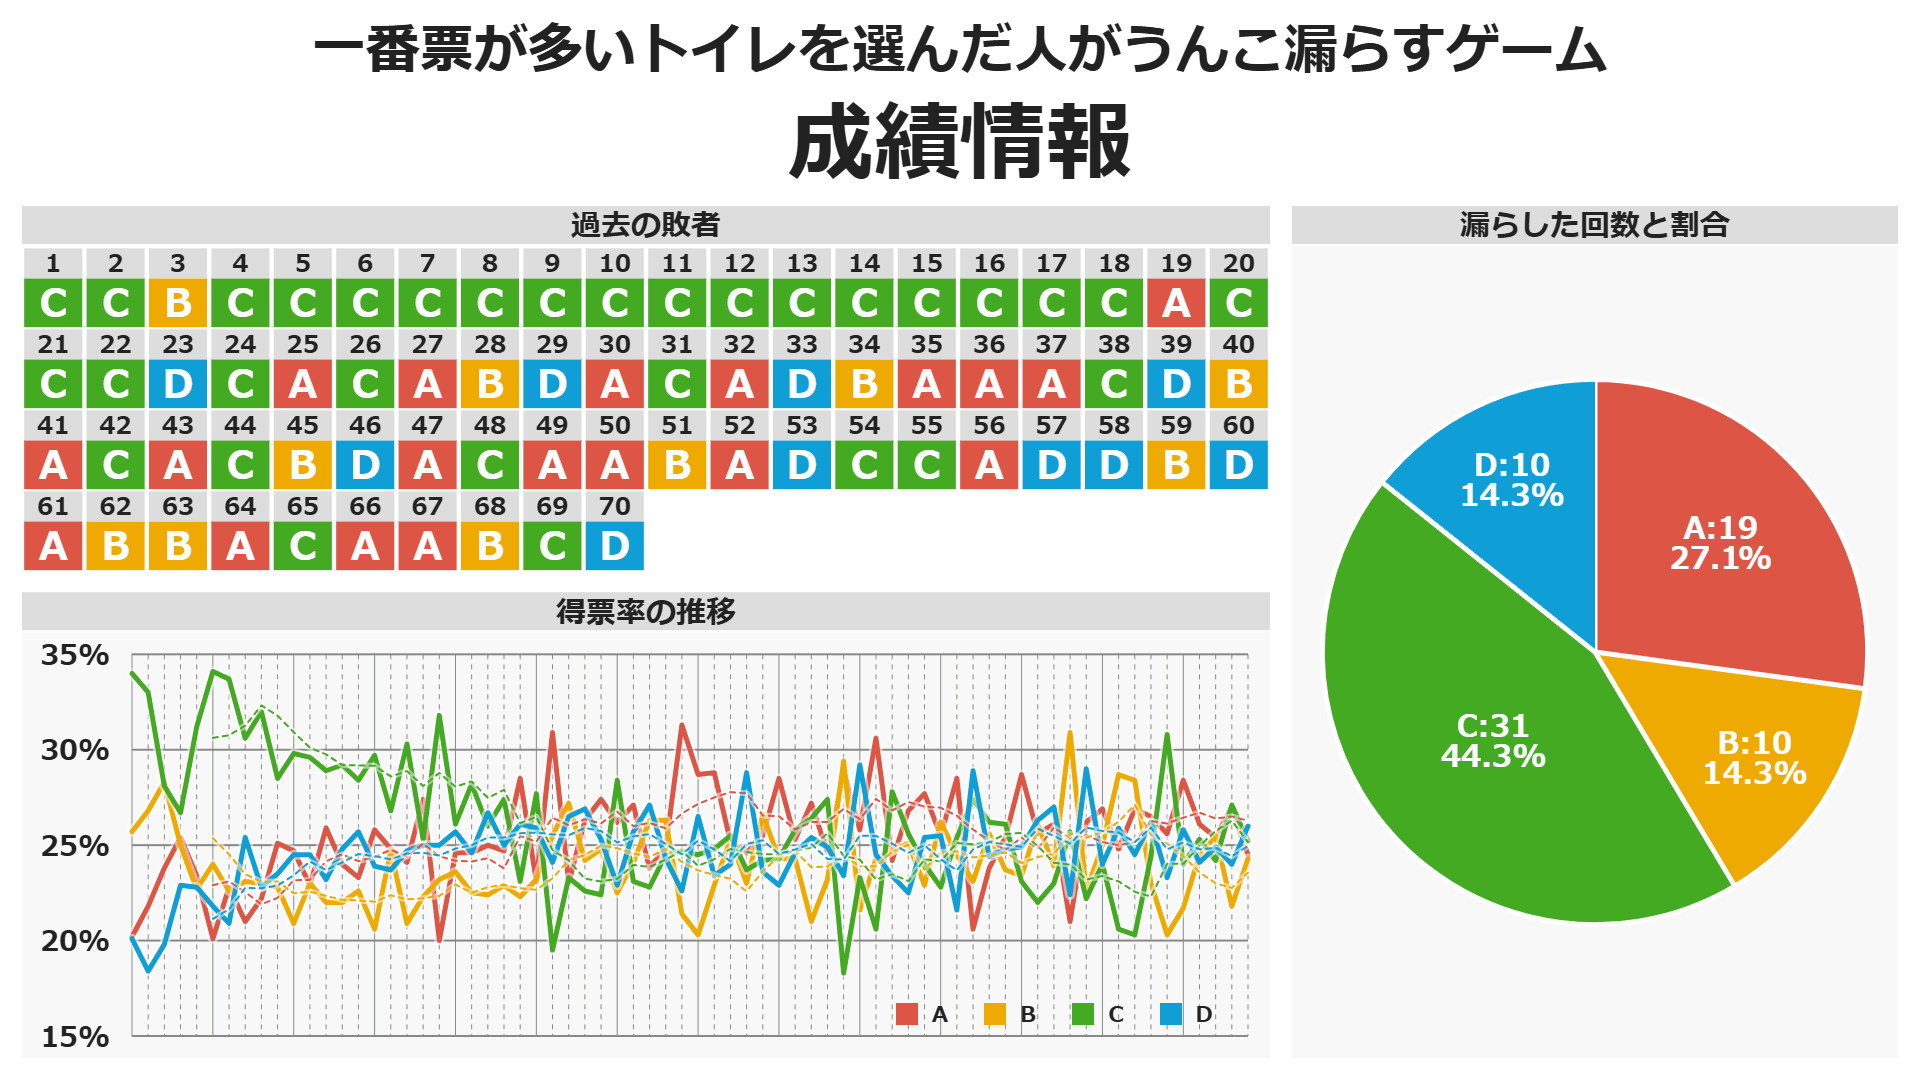 一番票が多いトイレを選んだ人がうんこ漏らすゲーム
成績情報
過去の敗者
1 2 3 4 5 6 7 8 9 10 11 12 13 14 15 16 17 18 19 20
C C B C C C C C C C C C C C C C C C A C
21 22 23 24 25 26 27 28 29 30 31 32 33 34 35 36 37 38 39 40
C C D C A C A B D A C A D B A A A C D B
41 42 43 44 45 46 47 48 49 50 51 52 53 54 55 56 57 58 59 60
A C A C B D A C A A B A D C C A D D B D
61 62 63 64 65 66 67 68 69 70
A B B A C A A B C D
得票率の推移
35%
30%
25%
20%
15%
A B C D
漏らした回数と割合
D:10
14.3%
A:19
27.1%
C:31
44.3%
B:10
14.3%